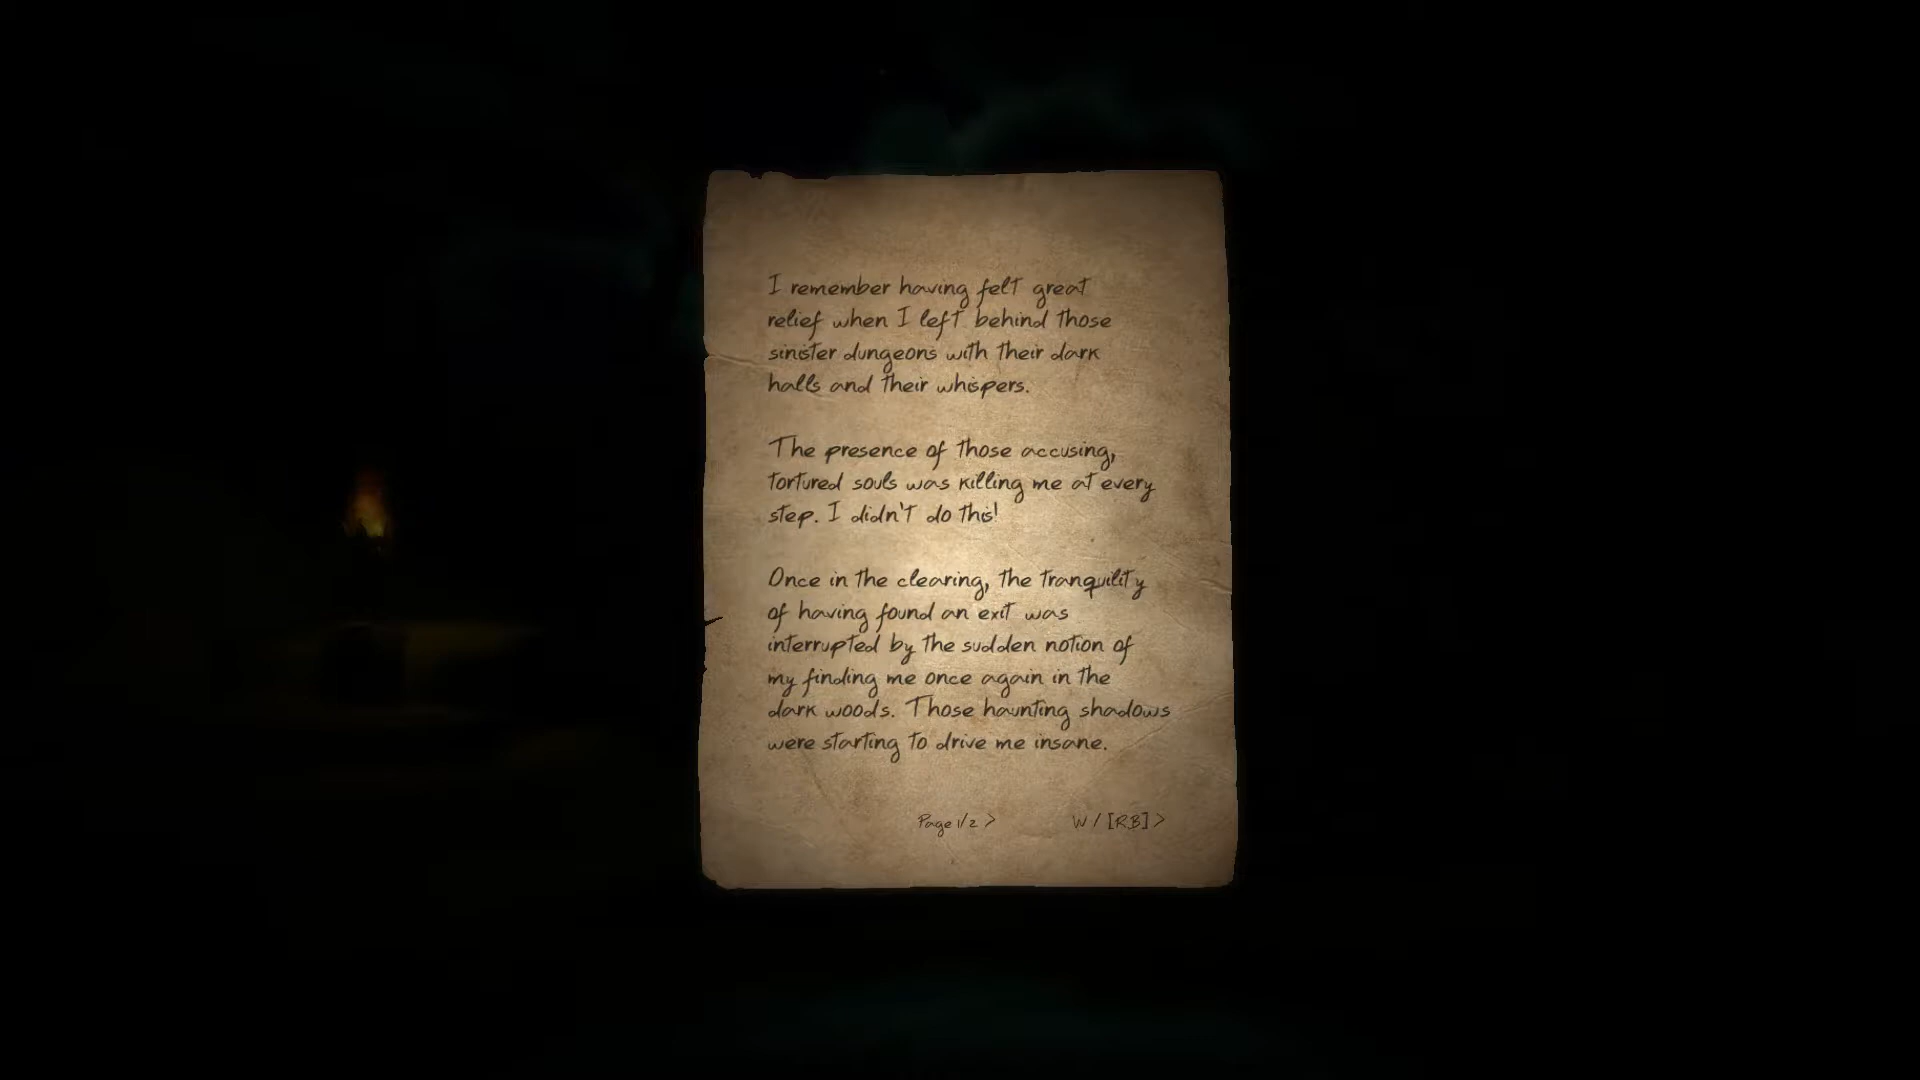 I remember having felt great
relief when I left behind those
sinister dungeons with their dark
halls and their whispers.
The presence of those accusing,
tortured souls was killing me at every
step. I didn't do this!
Once in the clearing, the tranquility
of having found an exit was
interrupted by the sudden notion of
my finding me once again in the
dark woods. Those haunting shadows
were starting to drive me insane.
Page 1/2 > W / [RB] >